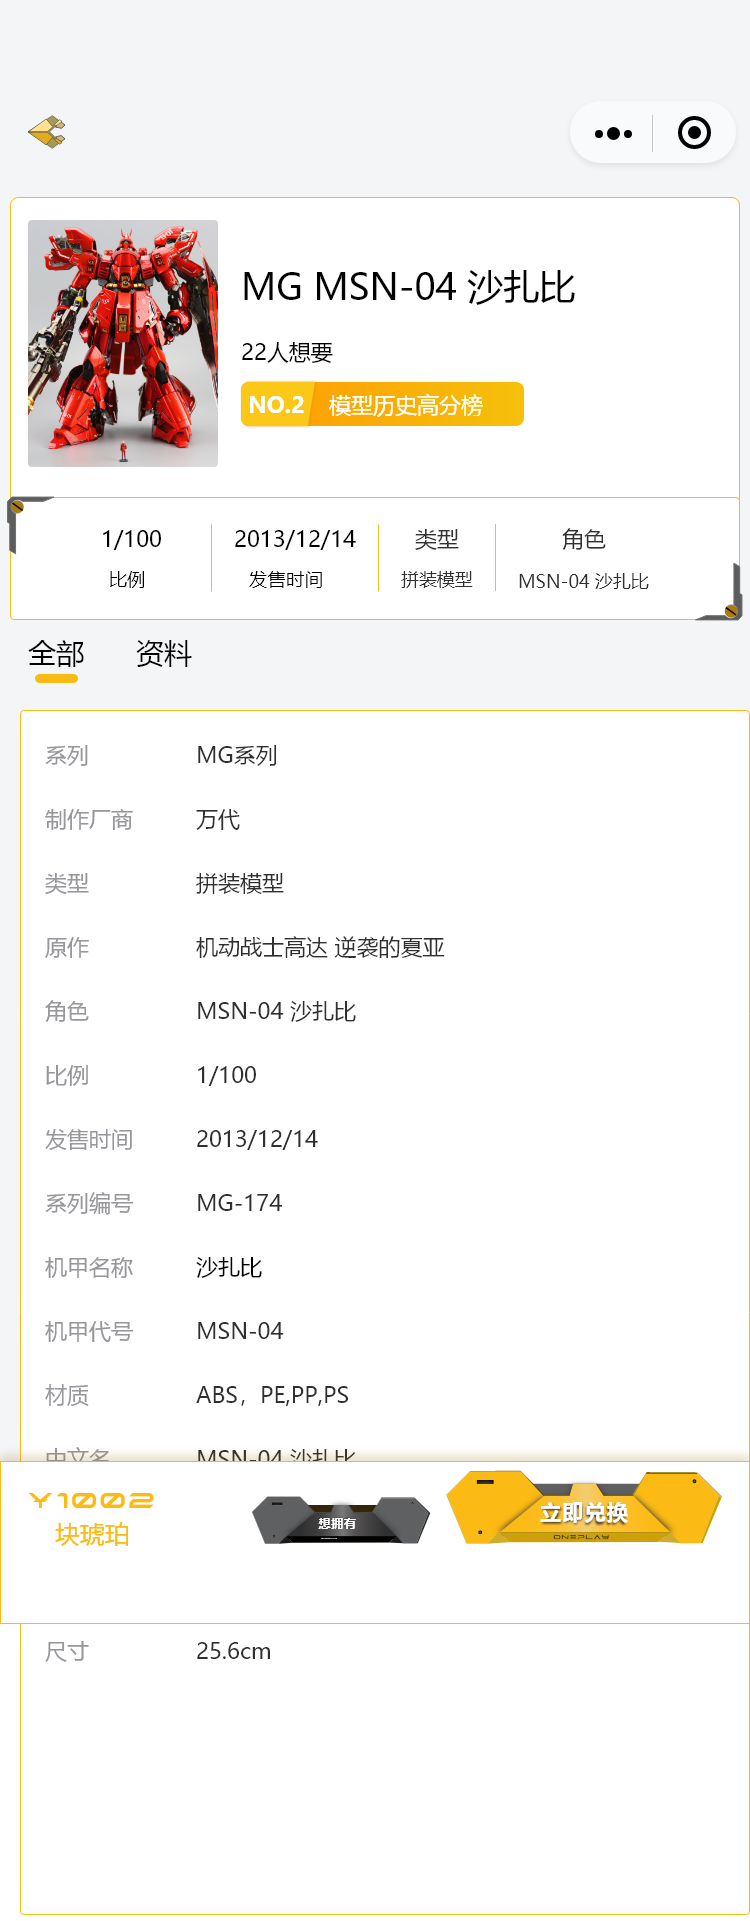 MG MSN-04 沙扎比
22人想要
NO.2 模型历史高分榜
1/100 2013/12/14 类型 角色
比例 发售时间 拼装模型 MSN-04 沙扎比
全部 资料
系列 MG系列
制作厂商 万代
类型 拼装模型
原作 机动战士高达 逆袭的夏亚
角色 MSN-04 沙扎比
比例 1/100
发售时间 2013/12/14
系列编号 MG-174
机甲名称 沙扎比
机甲代号 MSN-04
材质 ABS，PE,PP,PS
中文名 MSN-04 沙扎比
Y1002
块琥珀
想拥有
立即兑换
ONEPLAY
尺寸 25.6cm